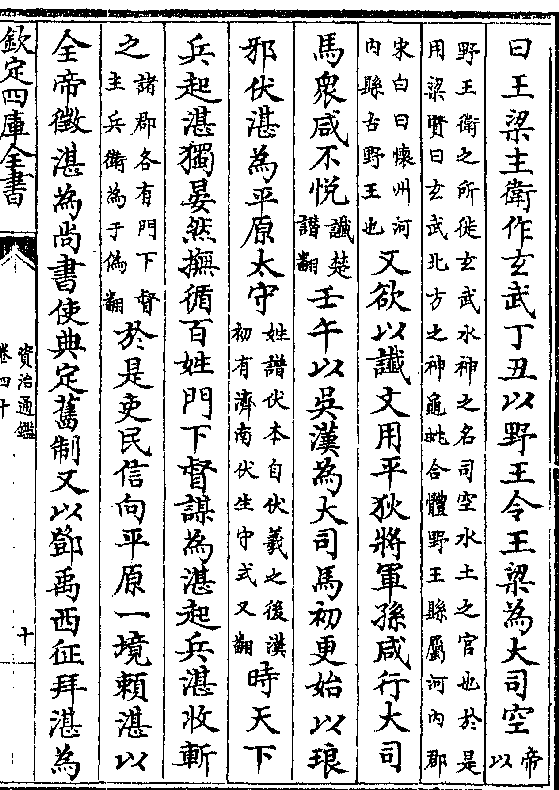 曰王梁主衛作玄武丁丑以野王令王梁為大司空帝以
野王衛之所徙玄武水神之名司空水土之官也於是
用梁賢曰玄武北方之神龜蛇合體野王縣屬河内郡
宋白曰懷州河
内縣古野王也
又欲以讖文用平狄將軍孫咸行大司
馬衆咸不悅
讖楚
譖翻
壬午以吳漢為大司馬初更始以琅
邪伏湛為平原太守
姓譜伏本自伏羲之後漢
初有濟南伏生守式又翻
時天下
兵起湛獨晏然撫循百姓門下督謀為湛起兵湛收斬
之
諸郡各有門下督
主兵衛為于偽翻
於是吏民信向平原一境賴湛以
全帝徵湛為尚書使典定舊制又以鄧禹西征拜湛為
欽定四庫全書
資治通鑑
卷四十
十